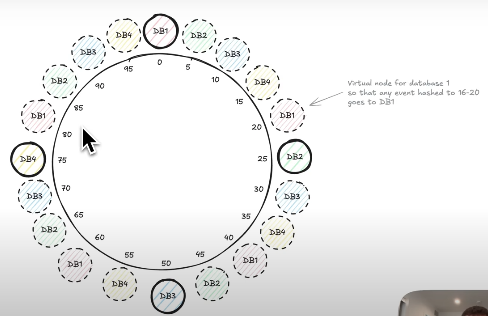 DB1
DB2
DB3
DB4
DB1
DB2
DB3
DB4
DB1
DB2
DB3
DB4
DB1
DB2
DB3
DB4
DB1
DB2
DB3
DB4
0
5
10
15
20
25
30
35
40
45
50
55
60
65
70
75
80
85
90
95
Virtual node for database 1
so that any event hashed to 16-20
goes to DB1